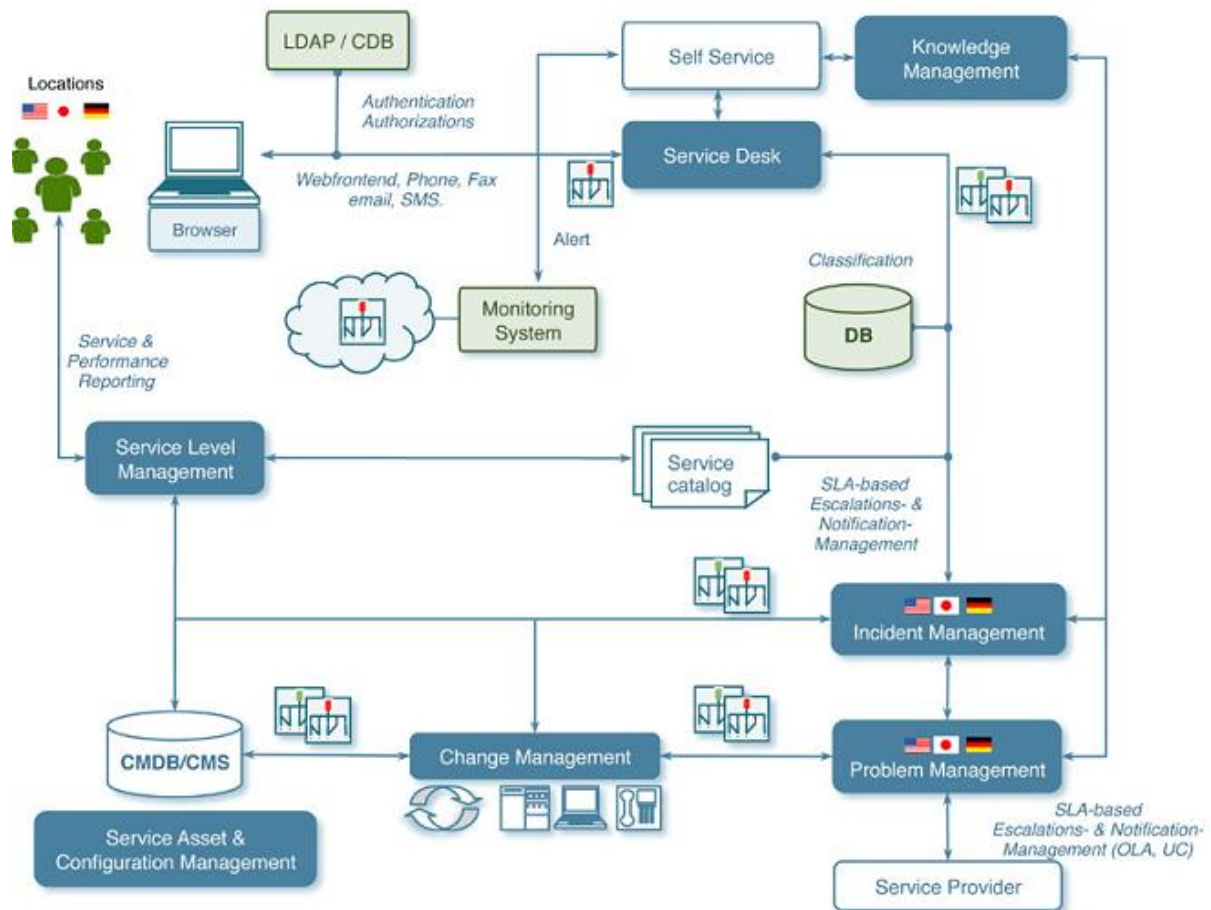 LDAP / CDB
Self Service
Knowledge
Management
Locations
Authentication
Authorizations
Service Desk
Webfrontend, Phone, Fax
email, SMS.
Browser
Alert
Classification
Monitoring
System
DB
Service &
Performance
Reporting
Service Level
Management
Service
catalog
SLA-based
Escalations- &
Notification-
Management
Incident Management
CMDB/CMS
Change Management
Problem Management
Service Asset &
Configuration Management
SLA-based
Escalations- & Notification-
Management (OLA, UC)
Service Provider